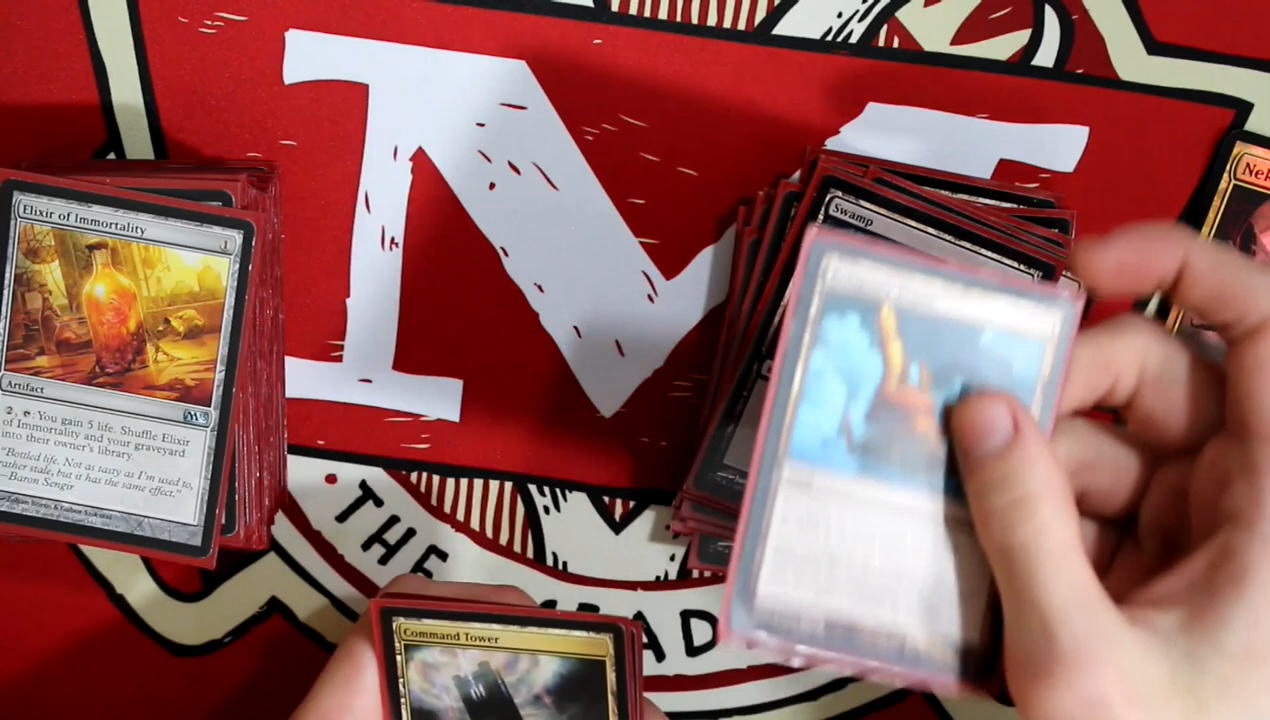 Elixir of Immortality
1
Artifact
2, : You gain 5 life. Shuffle Elixir
of Immortality and your graveyard
into their owner's library.
"Bottled life. Not as tasty as I'm used to,
rather stale, but it has the same effect."
—Baron Sengir
Swamp
Command Tower
Nek
THE